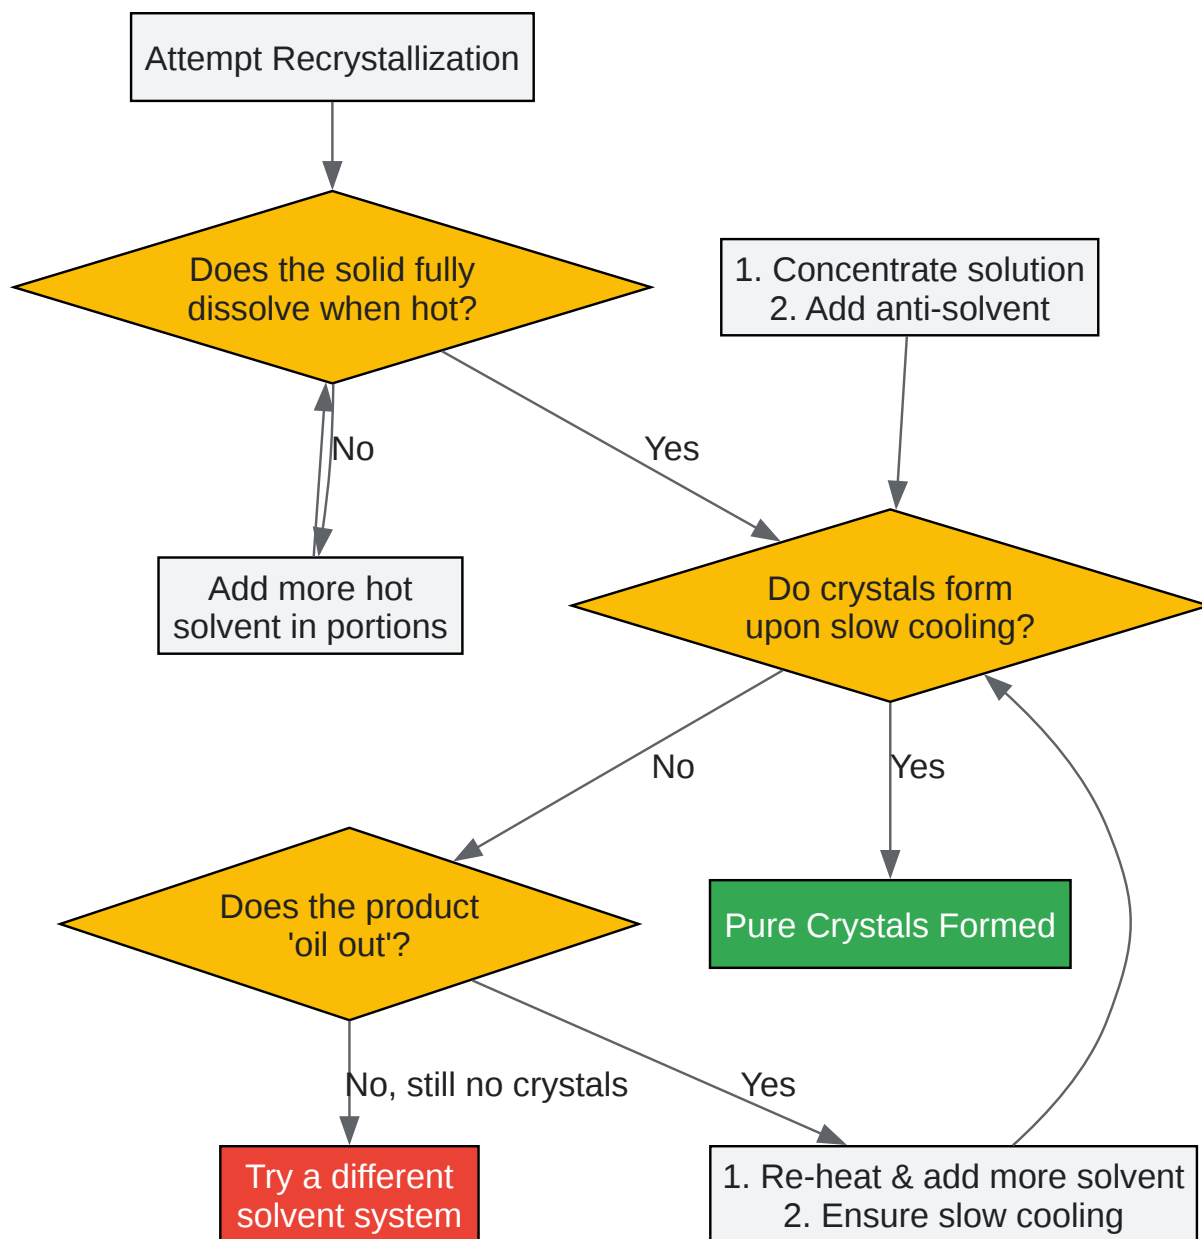 Attempt Recrystallization
Does the solid fully
dissolve when hot?
1. Concentrate solution
2. Add anti-solvent
No
Yes
Add more hot
solvent in portions
Do crystals form
upon slow cooling?
No
Yes
Does the product
'oil out'?
Pure Crystals Formed
No, still no crystals
Yes
Try a different
solvent system
1. Re-heat & add more solvent
2. Ensure slow cooling